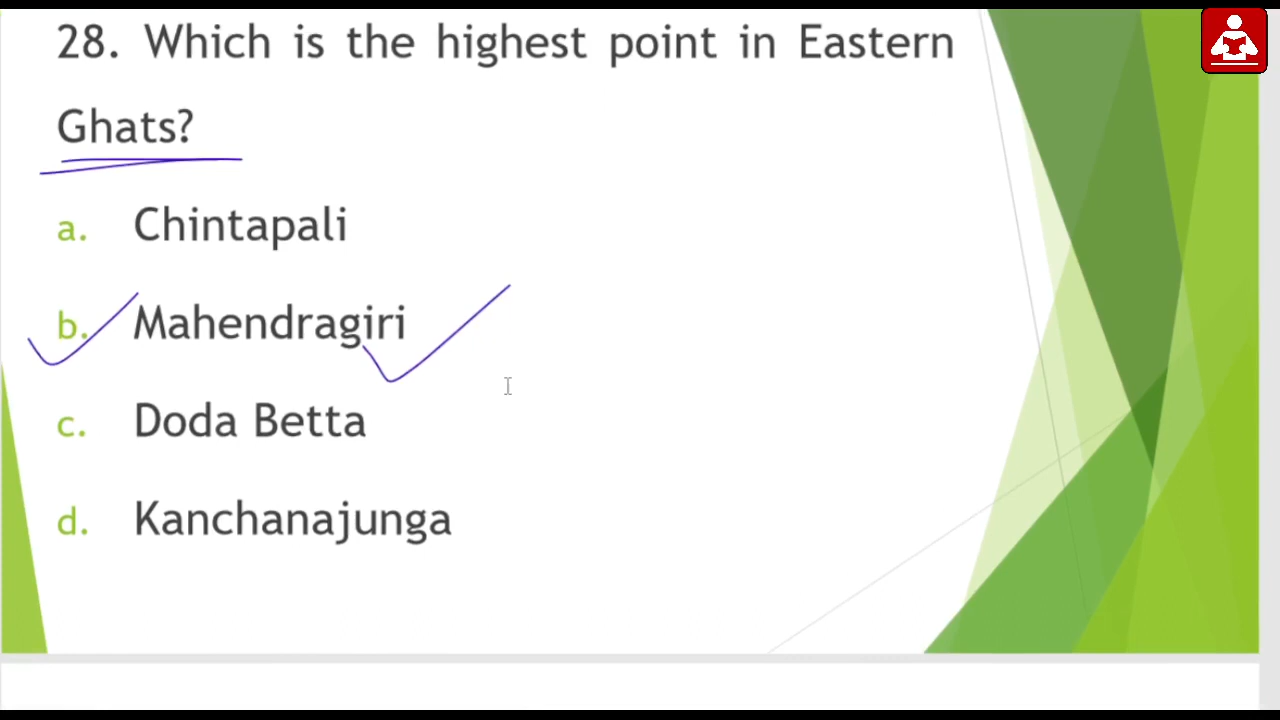 28. Which is the highest point in Eastern
Ghats?
a. Chintapali
b. Mahendragiri
c. Doda Betta
d. Kanchanajunga